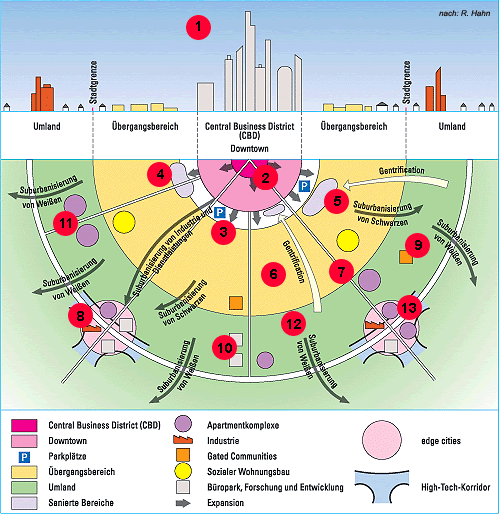 nach: R. Hahn
1
Stadtgrenze
Stadtgrenze
Umland
Übergangsbereich
Central Business District
(CBD)
Downtown
Übergangsbereich
Umland
2
3
4
5
6
7
8
9
10
11
12
13
P
P
Gentrification
Gentrification
Suburbanisierung
von Weißen
Suburbanisierung von Industrie und
Dienstleistungen
Suburbanisierung
von Schwarzen
Suburbanisierung
von Weißen
Suburbanisierung
von Weißen
Suburbanisierung
von Schwarzen
Suburbanisierung
von Weißen
Suburbanisierung
von Weißen
Central Business District (CBD)
Downtown
P Parkplätze
Übergangsbereich
Umland
Sanierte Bereiche
Apartmentkomplexe
Industrie
Gated Communities
Sozialer Wohnungsbau
Büropark, Forschung und Entwicklung
Expansion
edge cities
High-Tech-Korridor